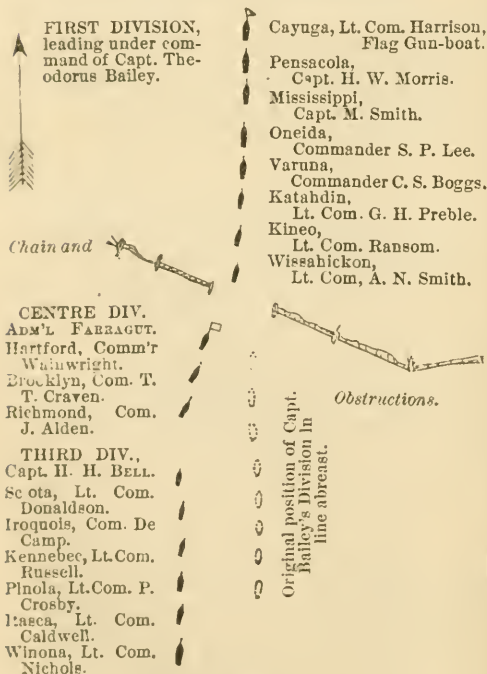 FIRST DIVISION,
leading under com-
mand of Capt. The-
odorus Bailey.
Cayuga, Lt. Com. Harrison,
Flag Gun-boat.
Pensacola,
Capt. H. W. Morris.
Mississippi,
Capt. M. Smith.
Oneida,
Commander S. P. Lee.
Varuna,
Commander C. S. Boggs.
Katahdin,
Lt. Com. G. H. Preble.
Kineo,
Lt. Com. Ransom.
Wissahickon,
Lt. Com, A. N. Smith.
Chain and
Obstructions.
CENTRE DIV.
ADM'L FARRAGUT.
Hartford, Comm'r
Wainwright.
Brooklyn, Com. T.
T. Craven.
Richmond, Com.
J. Alden.
THIRD DIV.,
Capt. H. H. BELL.
Sciota, Lt. Com.
Donaldson.
Iroquois, Com. De
Camp.
Kennebec, Lt. Com.
Russell.
Pinola, Lt. Com. P.
Crosby.
Itasca, Lt. Com.
Caldwell.
Winona, Lt. Com.
Nichols.
Original position of Capt.
Bailey's Division in
line abreast.